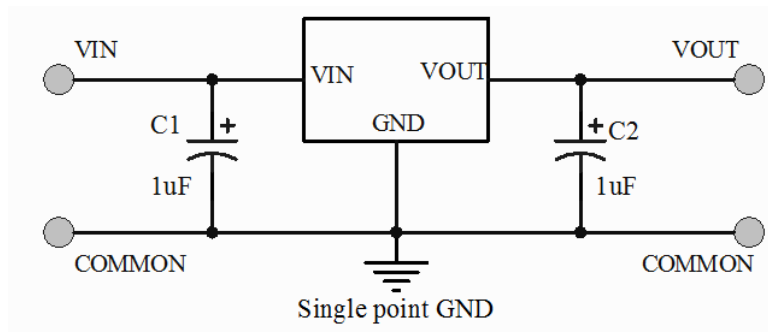 VIN
VOUT
VIN
VOUT
C1
+
GND
+
C2
1uF
1uF
COMMON
COMMON
Single point GND